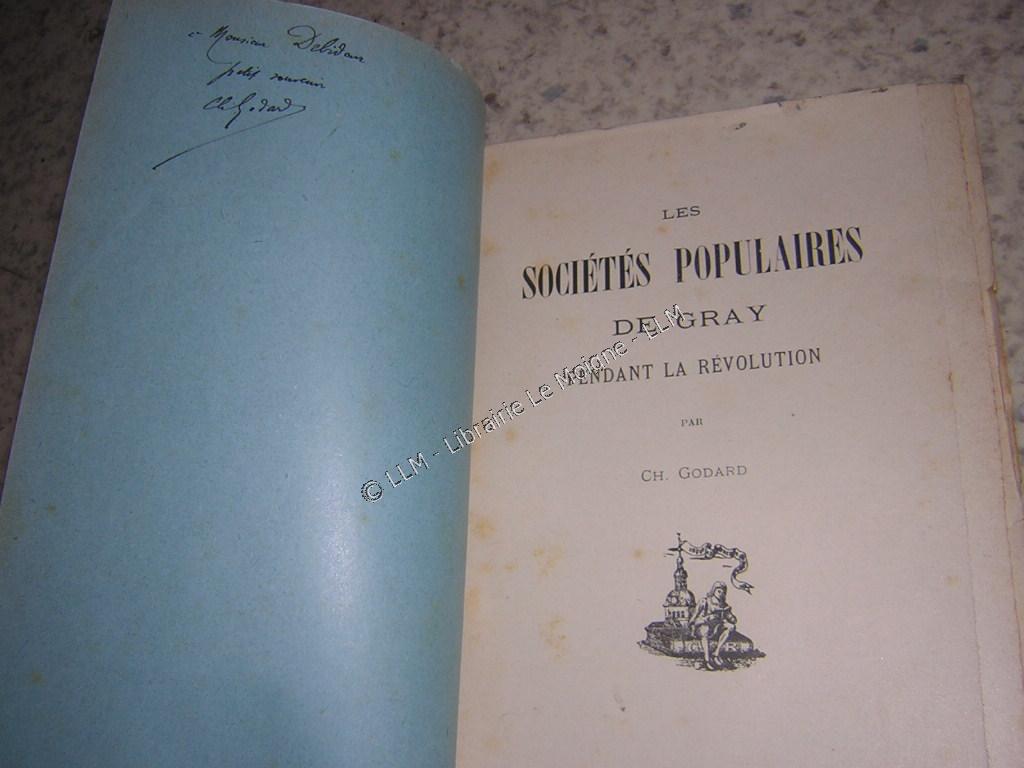 à Monsieur Debidour
petit souvenir
Ch. Godard
LES
SOCIÉTÉS POPULAIRES
DE GRAY
PENDANT LA RÉVOLUTION
PAR
CH. GODARD
© LLM - Librairie Le Moigne - LLM